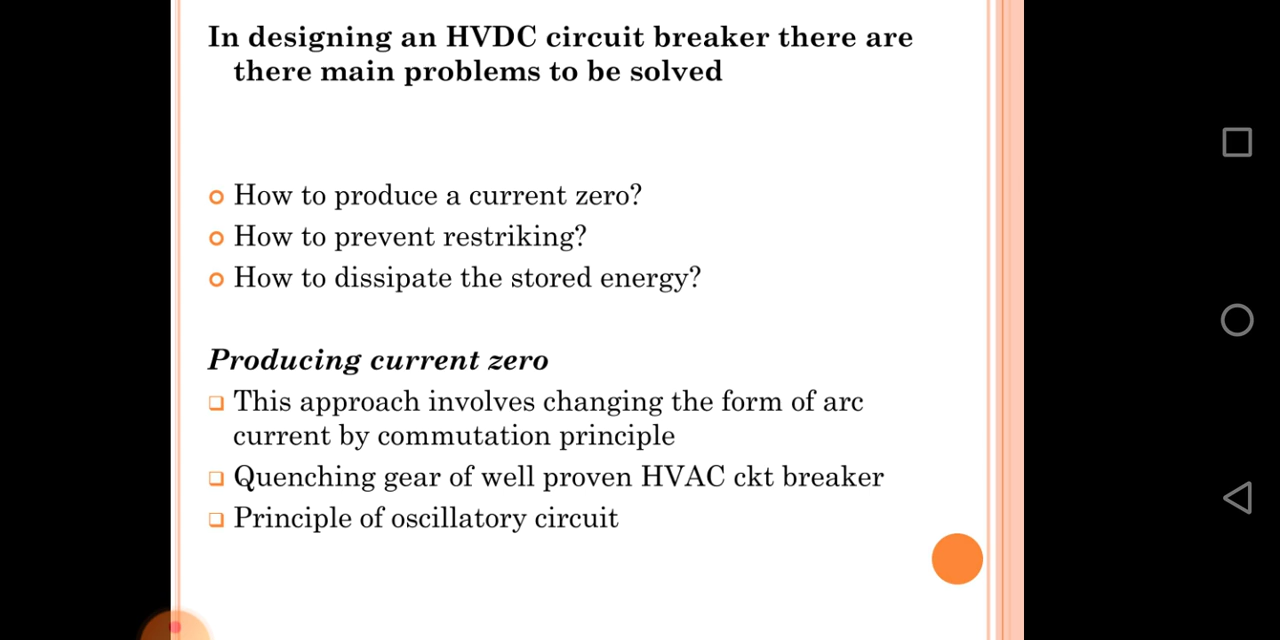 In designing an HVDC circuit breaker there are
there main problems to be solved
How to produce a current zero?
How to prevent restriking?
How to dissipate the stored energy?
Producing current zero
This approach involves changing the form of arc
current by commutation principle
Quenching gear of well proven HVAC ckt breaker
Principle of oscillatory circuit